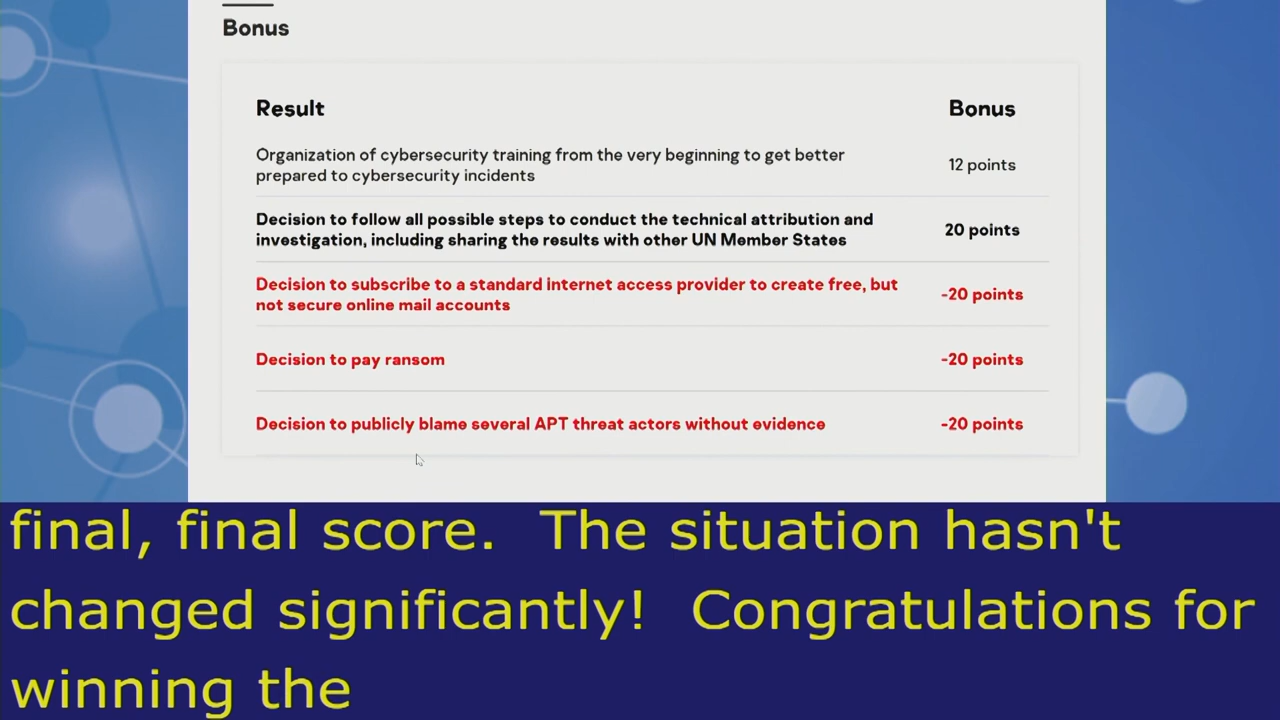 Bonus
Result Bonus
Organization of cybersecurity training from the very beginning to get better
prepared to cybersecurity incidents
12 points
Decision to follow all possible steps to conduct the technical attribution and
investigation, including sharing the results with other UN Member States
20 points
Decision to subscribe to a standard internet access provider to create free, but
not secure online mail accounts
-20 points
Decision to pay ransom -20 points
Decision to publicly blame several APT threat actors without evidence -20 points
final, final score.  The situation hasn't
changed significantly!  Congratulations for
winning the